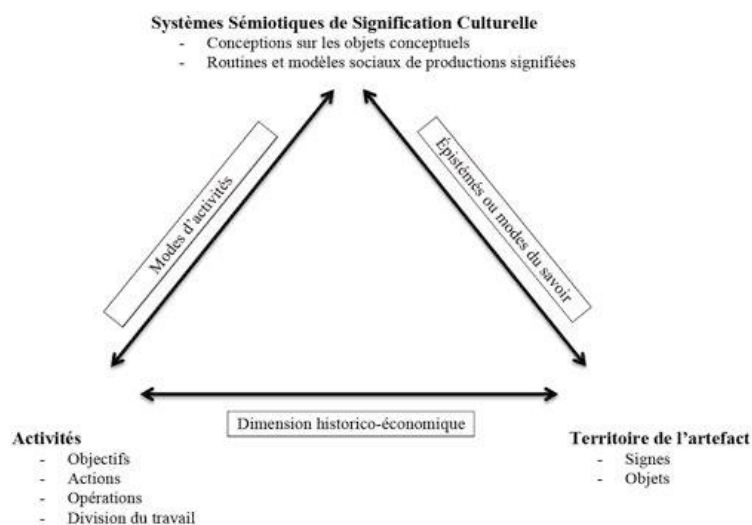 Systèmes Sémiotiques de Signification Culturelle
- Conceptions sur les objets conceptuels
- Routines et modèles sociaux de productions signifiées
Modes d'activités
Épistémés ou modes du savoir
Dimension historico-économique
Activités
- Objectifs
- Actions
- Opérations
- Division du travail
Territoire de l'artefact
- Signes
- Objets